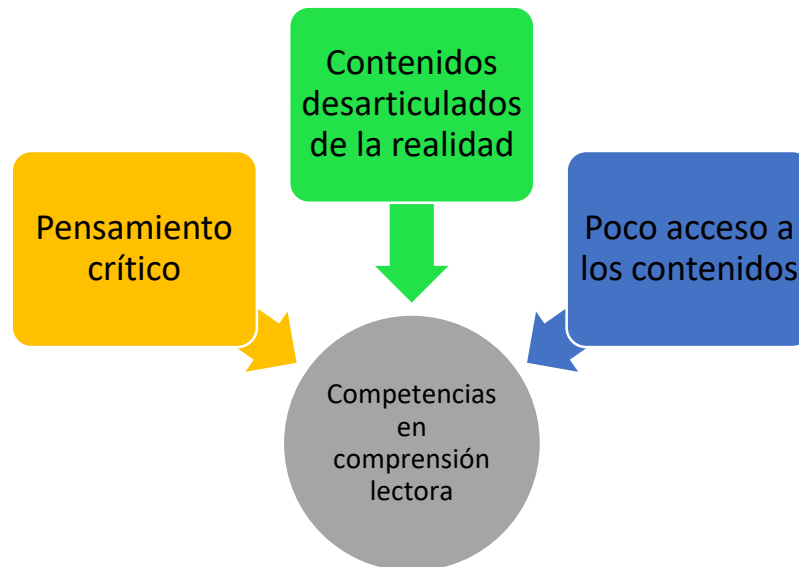 Contenidos
desarticulados
de la realidad
Pensamiento
crítico
Poco acceso a
los contenidos
Competencias
en
comprensión
lectora